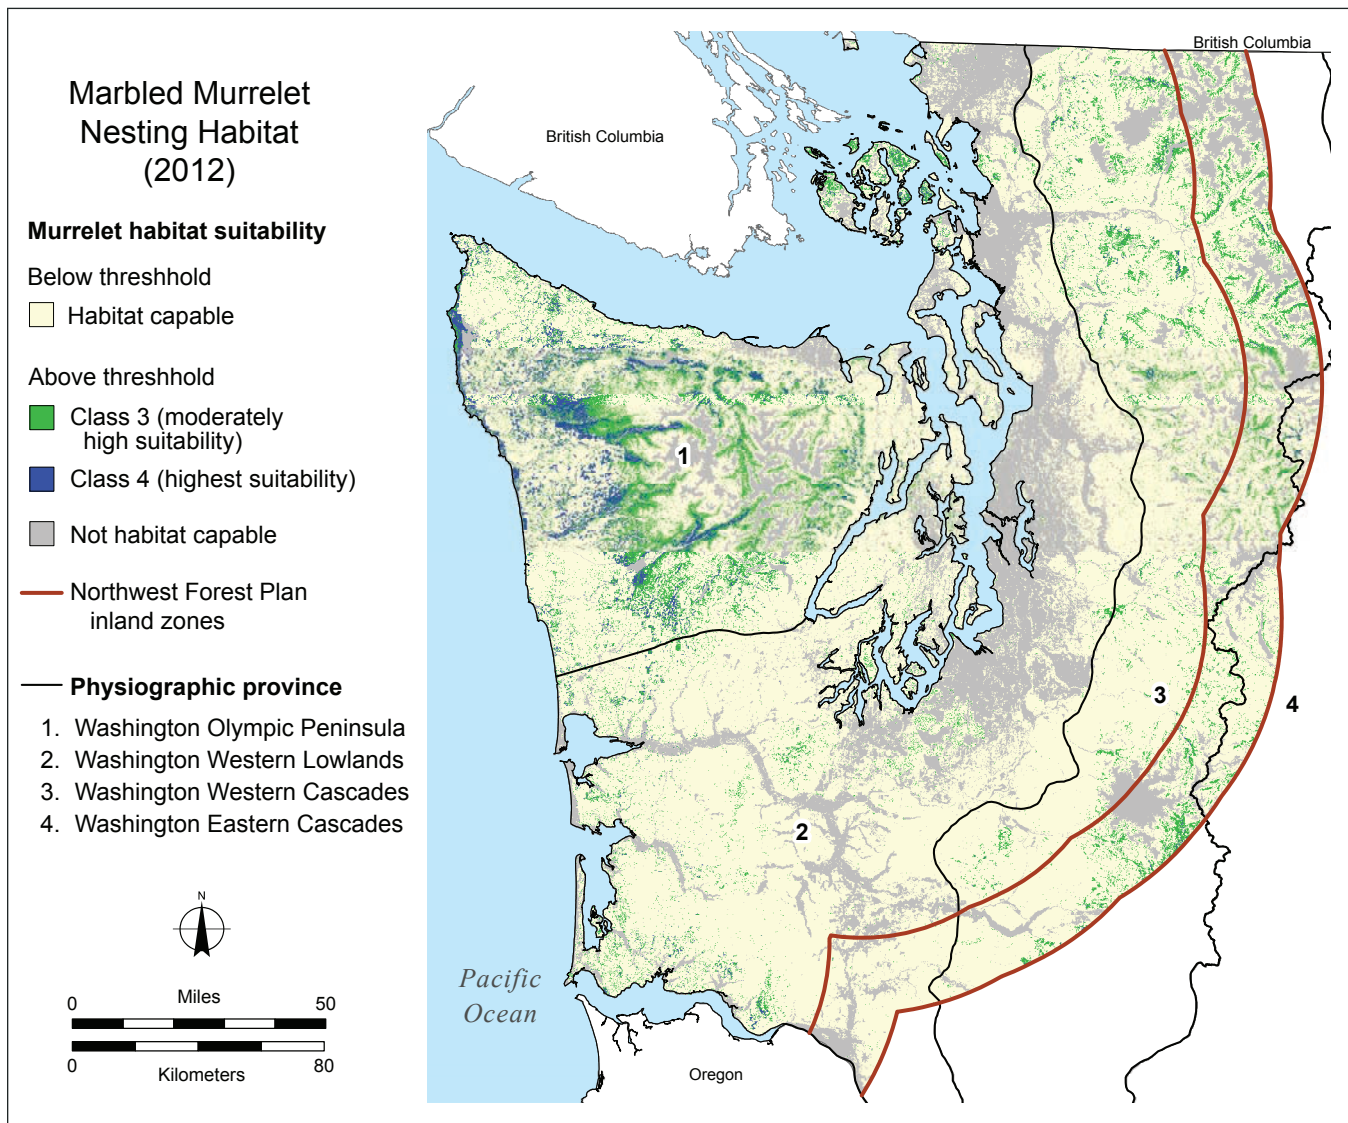 Marbled Murrelet
Nesting Habitat
(2012)
Murrelet habitat suitability
Below threshhold
Habitat capable
Above threshhold
Class 3 (moderately
high suitability)
Class 4 (highest suitability)
Not habitat capable
Northwest Forest Plan
inland zones
Physiographic province
1. Washington Olympic Peninsula
2. Washington Western Lowlands
3. Washington Western Cascades
4. Washington Eastern Cascades
N
0 Miles 50
0 Kilometers 80
British Columbia
British Columbia
1
3
4
2
Pacific
Ocean
Oregon